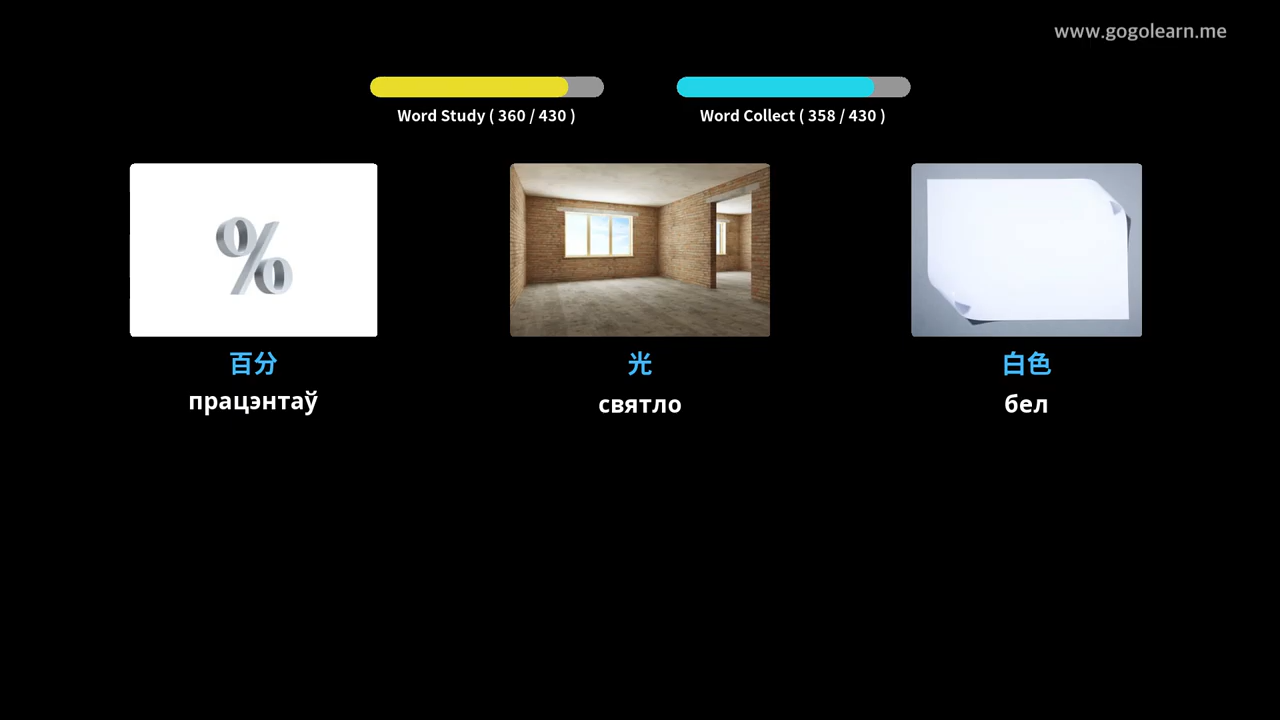 www.gogolearn.me
Word Study ( 360 / 430 )
Word Collect ( 358 / 430 )
%
百分
працэнтаў
光
святло
白色
бел